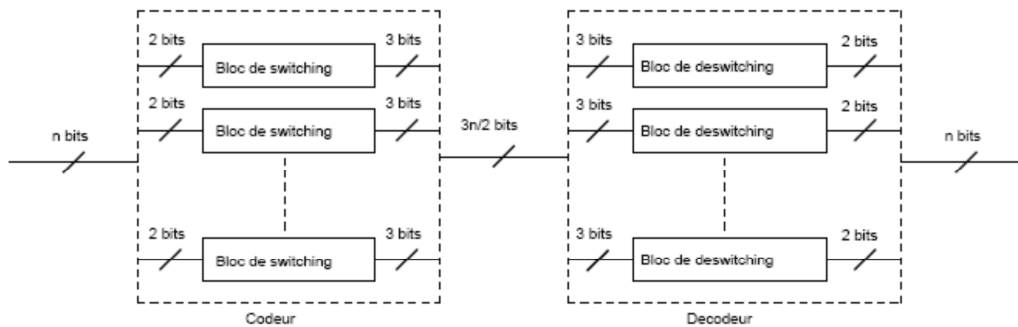 2 bits
3 bits
Bloc de switching
2 bits
3 bits
Bloc de switching
n bits
2 bits
3 bits
Bloc de switching
Codeur
3n/2 bits
3 bits
2 bits
Bloc de deswitching
3 bits
2 bits
Bloc de deswitching
3 bits
2 bits
Bloc de deswitching
Decodeur
n bits